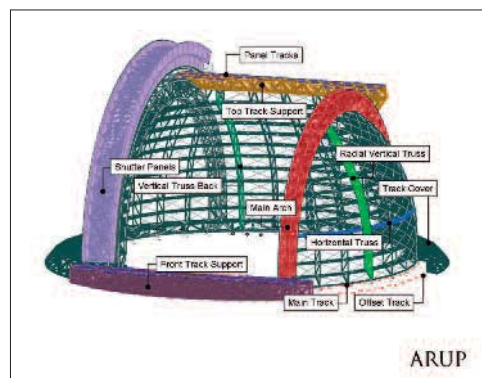 Panel Tracks
Top Track Support
Radial Vertical Truss
Shutter Panels
Track Cover
Vertical Truss Back
Main Arch
Horizontal Truss
Front Track Support
Main Track
Offset Track
ARUP